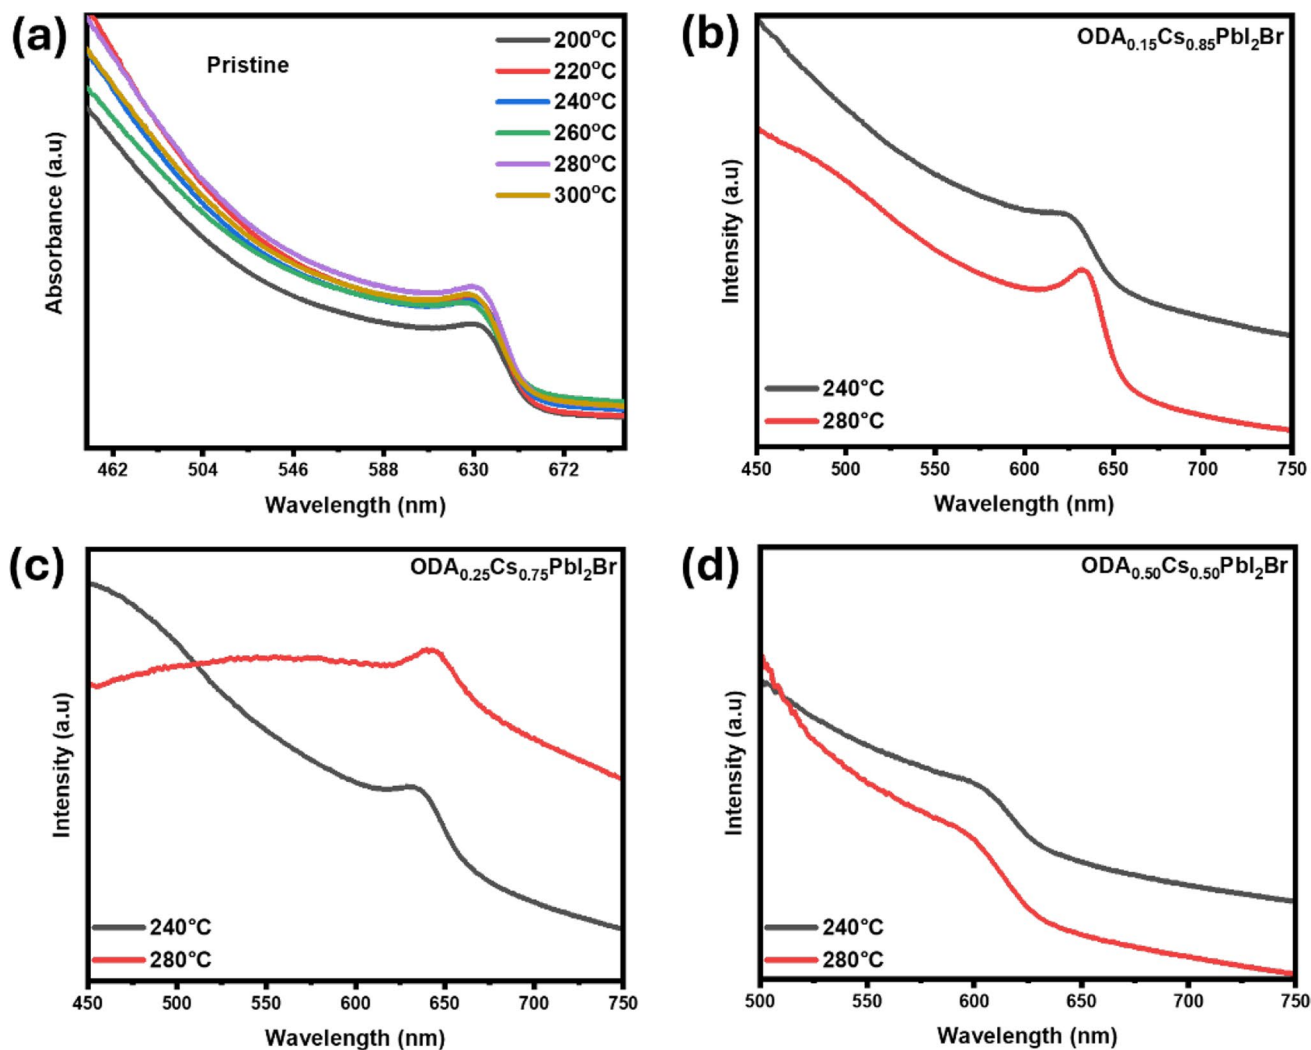 (a)
Pristine
200°C
220°C
240°C
260°C
280°C
300°C
Absorbance (a.u)
462 504 546 588 630 672
Wavelength (nm)
(b)
ODA0.15Cs0.85PbI2Br
Intensity (a.u)
240°C
280°C
450 500 550 600 650 700 750
Wavelength (nm)
(c)
ODA0.25Cs0.75PbI2Br
Intensity (a.u)
240°C
280°C
450 500 550 600 650 700 750
Wavelength (nm)
(d)
ODA0.50Cs0.50PbI2Br
Intensity (a.u)
240°C
280°C
500 550 600 650 700 750
Wavelength (nm)